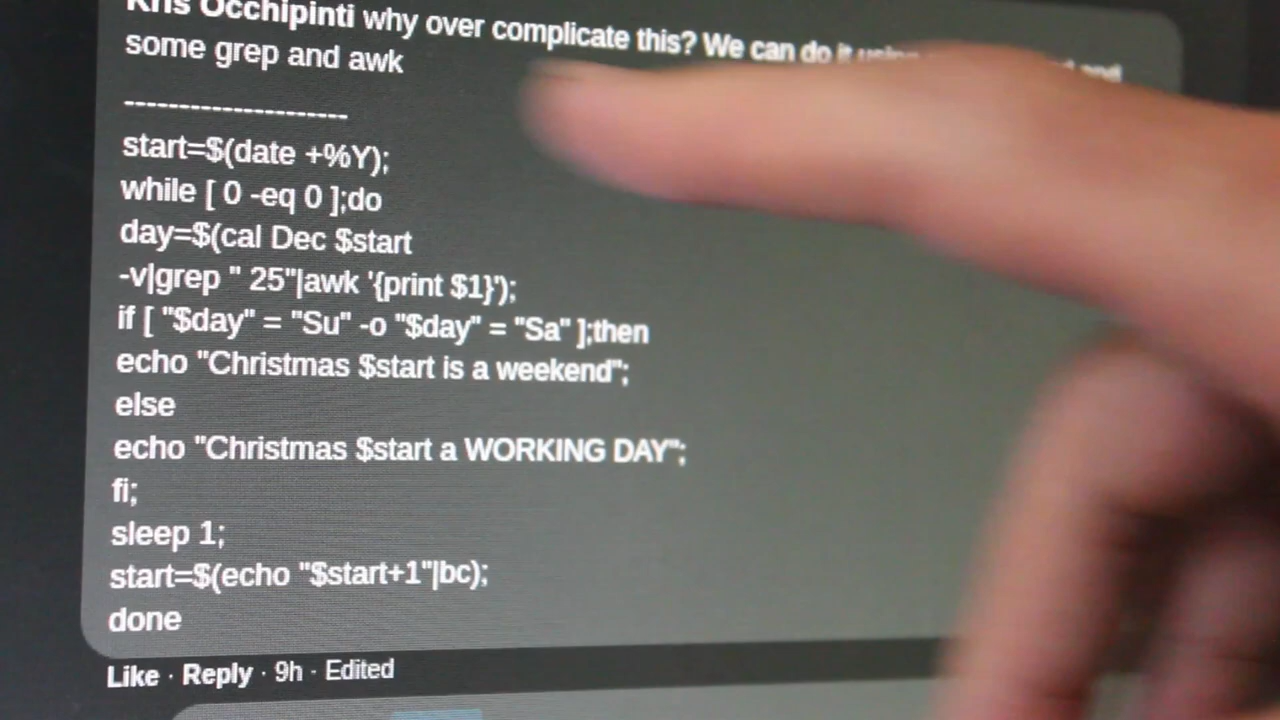 Kris Occhipinti why over complicate this? We can do it using and
some grep and awk
---------------------
start=$(date +%Y);
while [ 0 -eq 0 ];do
day=$(cal Dec $start
-v|grep " 25"|awk '{print $1}');
if [ "$day" = "Su" -o "$day" = "Sa" ];then
echo "Christmas $start is a weekend";
else
echo "Christmas $start a WORKING DAY";
fi;
sleep 1;
start=$(echo "$start+1"|bc);
done
Like · Reply · 9h · Edited